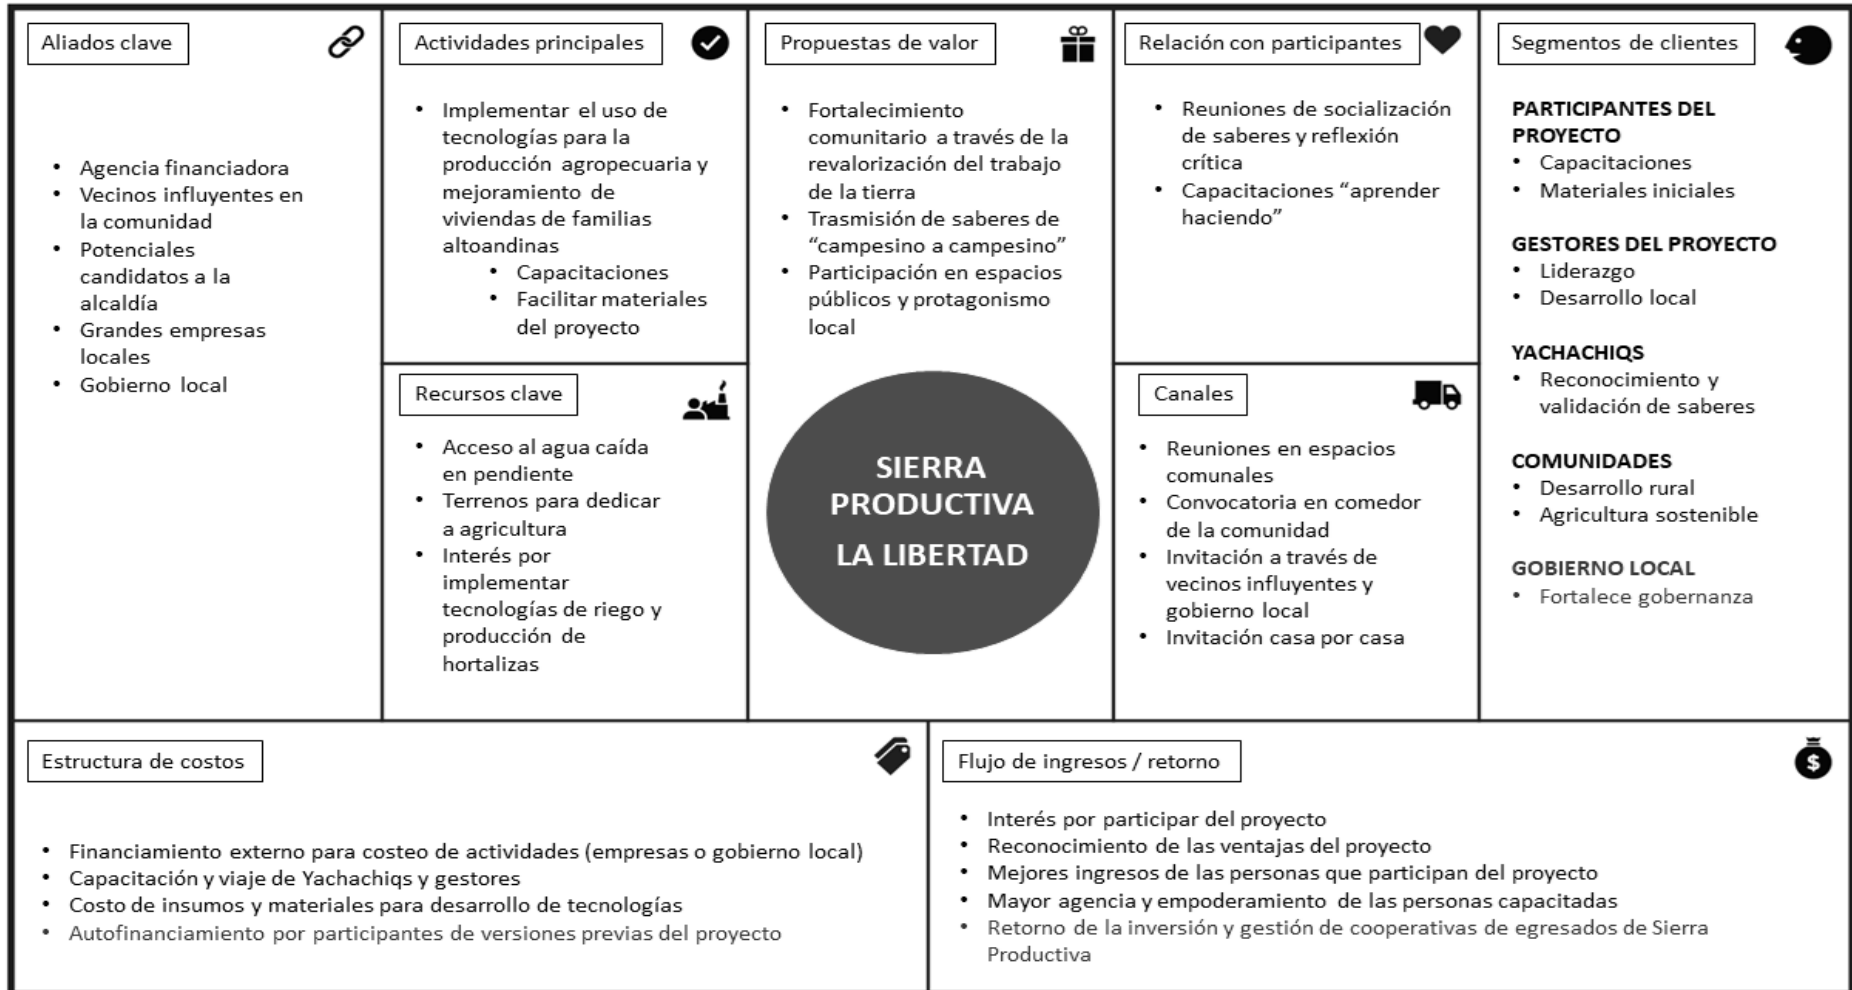 Aliados clave
Agencia financiadora
Vecinos influyentes en
la comunidad
Potenciales
candidatos a la
alcaldía
Grandes empresas
locales
Gobierno local
Actividades principales
Implementar el uso de
tecnologías para la
producción agropecuaria y
mejoramiento de
viviendas de familias
altoandinas
Capacitaciones
Facilitar materiales
del proyecto
Recursos clave
Acceso al agua caída
en pendiente
Terrenos para dedicar
a agricultura
Interés por
implementar
tecnologías de riego y
producción de
hortalizas
Propuestas de valor
Fortalecimiento
comunitario a través de la
revalorización del trabajo
de la tierra
Trasmisión de saberes de
“campesino a campesino”
Participación en espacios
públicos y protagonismo
local
SIERRA
PRODUCTIVA
LA LIBERTAD
Relación con participantes
Reuniones de socialización
de saberes y reflexión
crítica
Capacitaciones “aprender
haciendo”
Canales
Reuniones en espacios
comunales
Convocatoria en comedor
de la comunidad
Invitación a través de
vecinos influyentes y
gobierno local
Invitación casa por casa
Segmentos de clientes
PARTICIPANTES DEL
PROYECTO
Capacitaciones
Materiales iniciales
GESTORES DEL PROYECTO
Liderazgo
Desarrollo local
YACHACHIQS
Reconocimiento y
validación de saberes
COMUNIDADES
Desarrollo rural
Agricultura sostenible
GOBIERNO LOCAL
Fortalece gobernanza
Estructura de costos
Financiamiento externo para costeo de actividades (empresas o gobierno local)
Capacitación y viaje de Yachachiqs y gestores
Costo de insumos y materiales para desarrollo de tecnologías
Autofinanciamiento por participantes de versiones previas del proyecto
Flujo de ingresos / retorno
$
Interés por participar del proyecto
Reconocimiento de las ventajas del proyecto
Mejores ingresos de las personas que participan del proyecto
Mayor agencia y empoderamiento de las personas capacitadas
Retorno de la inversión y gestión de cooperativas de egresados de Sierra
Productiva